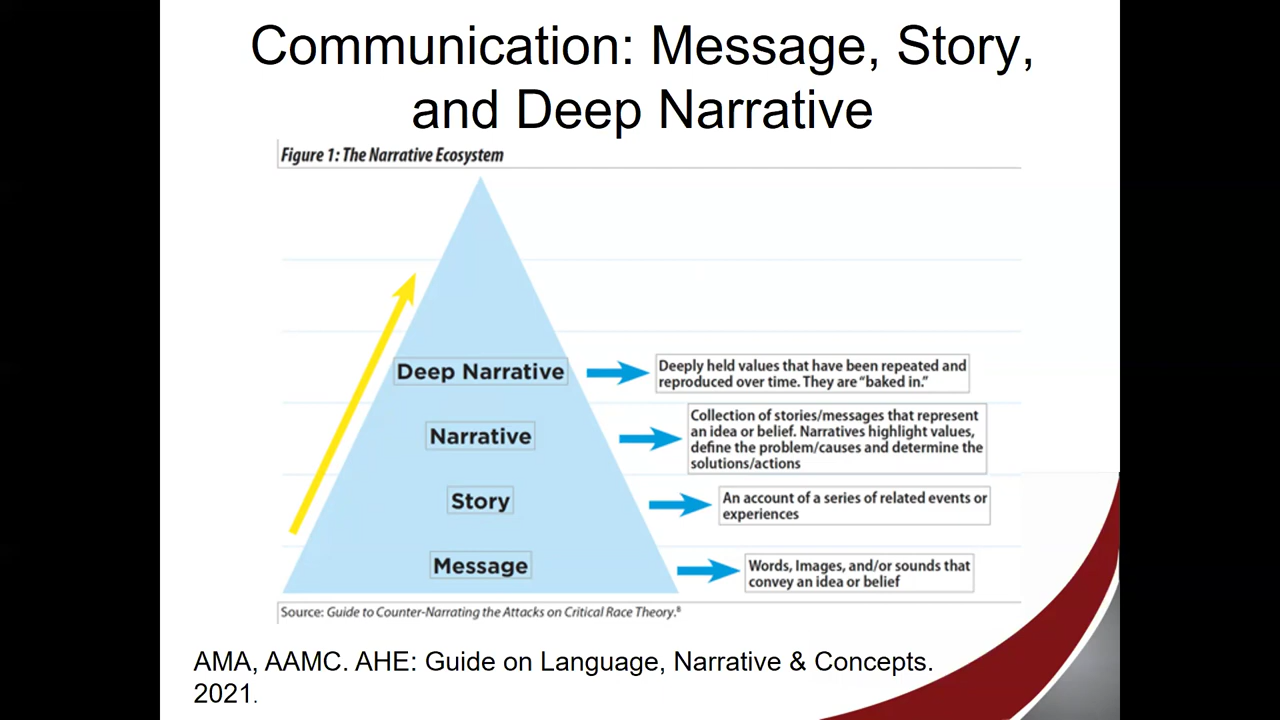 Communication: Message, Story,
and Deep Narrative
Figure 1: The Narrative Ecosystem
Deep Narrative
Deeply held values that have been repeated and
reproduced over time. They are “baked in.”
Narrative
Collection of stories/messages that represent
an idea or belief. Narratives highlight values,
define the problem/causes and determine the
solutions/actions
Story
An account of a series of related events or
experiences
Message
Words, Images, and/or sounds that
convey an idea or belief
Source: Guide to Counter-Narrating the Attacks on Critical Race Theory.⁸
AMA, AAMC. AHE: Guide on Language, Narrative & Concepts.
2021.